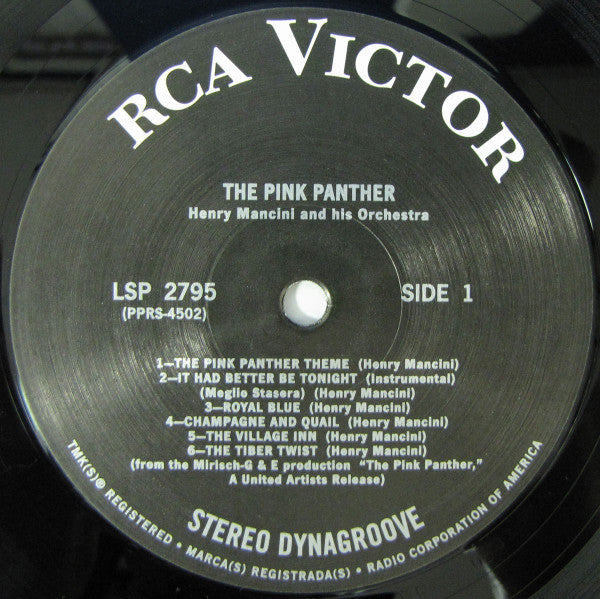 RCA VICTOR
THE PINK PANTHER
Henry Mancini and his Orchestra
LSP 2795 SIDE 1
(PPRS-4502)
1—THE PINK PANTHER THEME (Henry Mancini)
2—IT HAD BETTER BE TONIGHT (Instrumental)
(Meglio Stasera) (Henry Mancini)
3—ROYAL BLUE (Henry Mancini)
4—CHAMPAGNE AND QUAIL (Henry Mancini)
5—THE VILLAGE INN (Henry Mancini)
6—THE TIBER TWIST (Henry Mancini)
(from the Mirisch-G & E production "The Pink Panther,"
A United Artists Release)
STEREO DYNAGROOVE
TMK(S)® REGISTERED • MARCA(S) REGISTRADA(S) • RADIO CORPORATION OF AMERICA